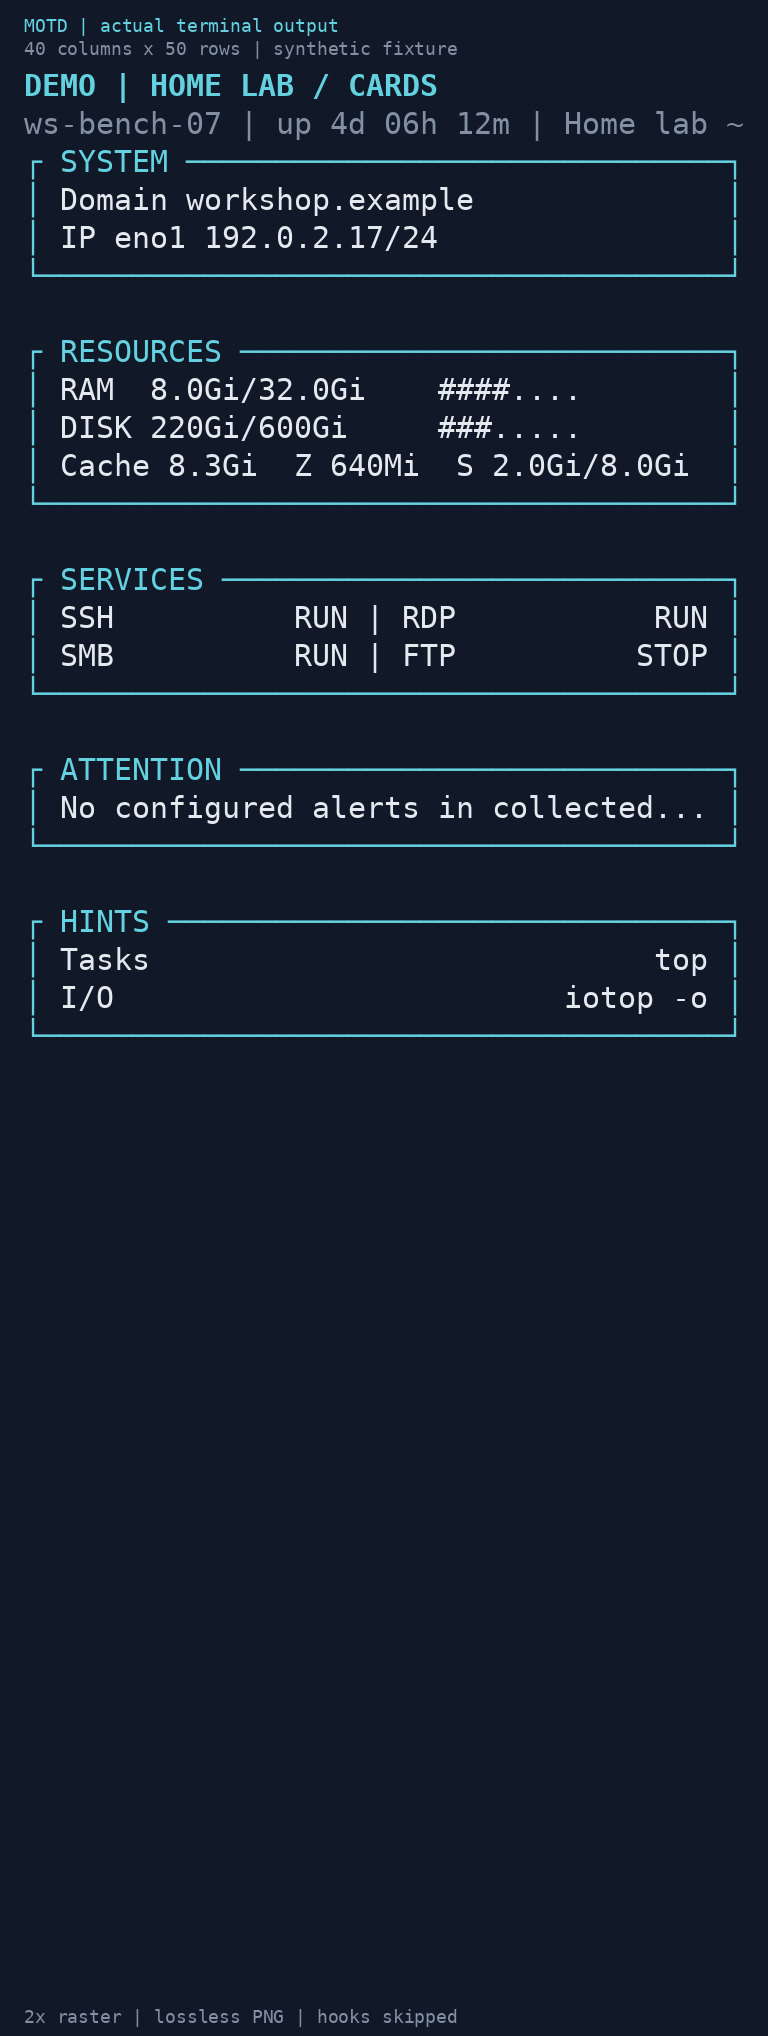 MOTD | actual terminal output
40 columns x 50 rows | synthetic fixture
DEMO | HOME LAB / CARDS
ws-bench-07 | up 4d 06h 12m | Home lab ~
SYSTEM
Domain workshop.example
IP eno1 192.0.2.17/24
RESOURCES
RAM  8.0Gi/32.0Gi    ####....
DISK 220Gi/600Gi     ###.....
Cache 8.3Gi  Z 640Mi  S 2.0Gi/8.0Gi
SERVICES
SSH          RUN | RDP           RUN
SMB          RUN | FTP          STOP
ATTENTION
No configured alerts in collected...
HINTS
Tasks                            top
I/O                         iotop -o
2x raster | lossless PNG | hooks skipped